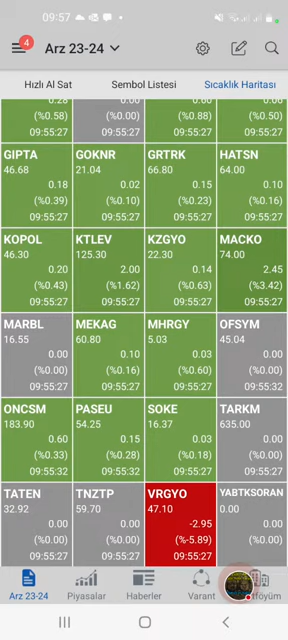 09:57
4
Arz 23-24
Hızlı Al Sat Sembol Listesi Sıcaklık Haritası
0.28 0.00 0.60 0.06
(%0.58) (%0.00) (%0.88) (%0.50)
09:55:27 09:55:27 09:55:27 09:55:27
GIPTA GOKNR GRTRK HATSN
46.68 21.04 66.80 64.00
0.18 0.02 0.15 0.10
(%0.39) (%0.10) (%0.23) (%0.16)
09:55:27 09:55:27 09:55:27 09:55:27
KOPOL KTLEV KZGYO MACKO
46.30 125.30 22.30 74.00
0.20 2.00 0.14 2.45
(%0.43) (%1.62) (%0.63) (%3.42)
09:55:27 09:55:27 09:55:27 09:55:27
MARBL MEKAG MHRGY OFSYM
16.55 60.80 5.03 45.04
0.00 0.10 0.03 0.00
(%0.00) (%0.16) (%0.60) (%0.00)
09:55:27 09:55:27 09:55:27 09:55:32
ONCSM PASEU SOKE TARKM
183.90 54.25 16.37 635.00
0.60 0.15 0.03 0.00
(%0.33) (%0.28) (%0.18) (%0.00)
09:55:32 09:55:32 09:55:27 09:55:27
TATEN TNZTP VRGYO YABTKSORAN
32.92 59.70 47.10 0.00
0.00 0.00 -2.95 0.00
(%0.00) (%0.00) (%-5.89) (%0.00)
09:55:27 09:55:27 09:55:27
Arz 23-24 Piyasalar Haberler Varant tföyüm